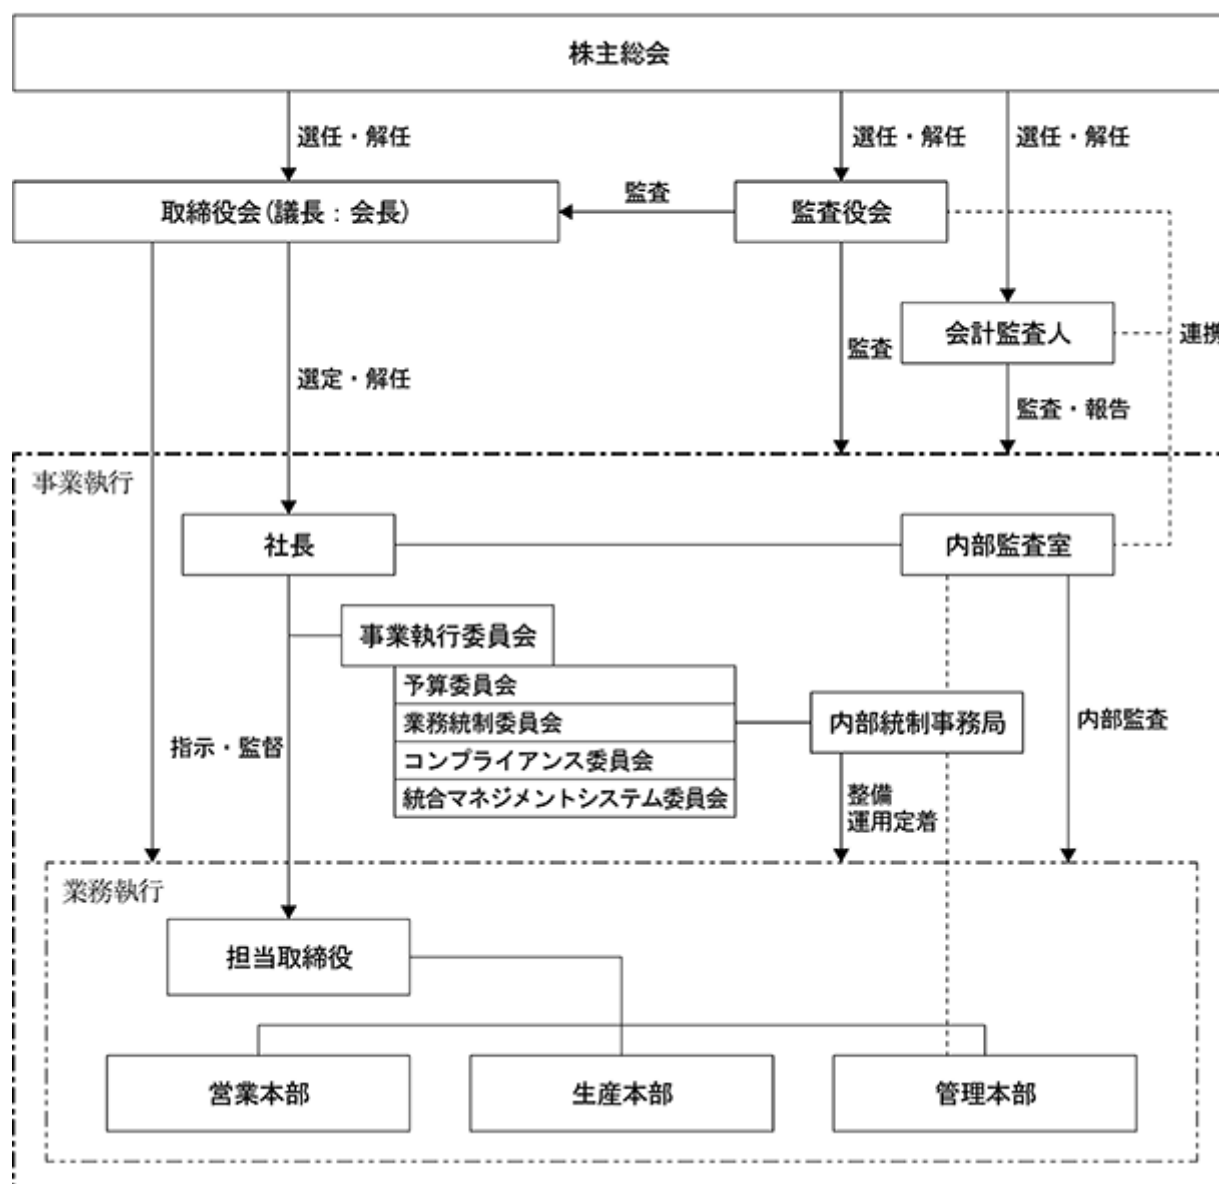 株主総会
選任・解任
選任・解任
選任・解任
取締役会(議長：会長)
監査
監査役会
会計監査人
連携
監査
選定・解任
監査・報告
事業執行
社長
内部監査室
事業執行委員会
予算委員会
業務統制委員会
コンプライアンス委員会
統合マネジメントシステム委員会
内部統制事務局
内部監査
指示・監督
整備
運用定着
業務執行
担当取締役
営業本部
生産本部
管理本部